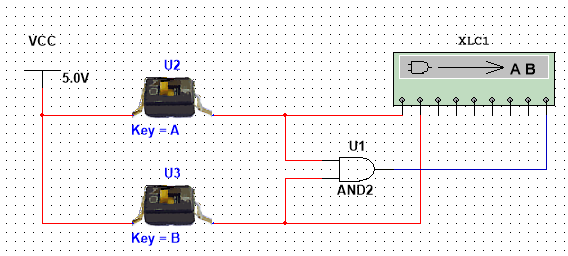 VCC
5.0V
U2
Key = A
U3
Key = B
U1
AND2
XLC1
A B